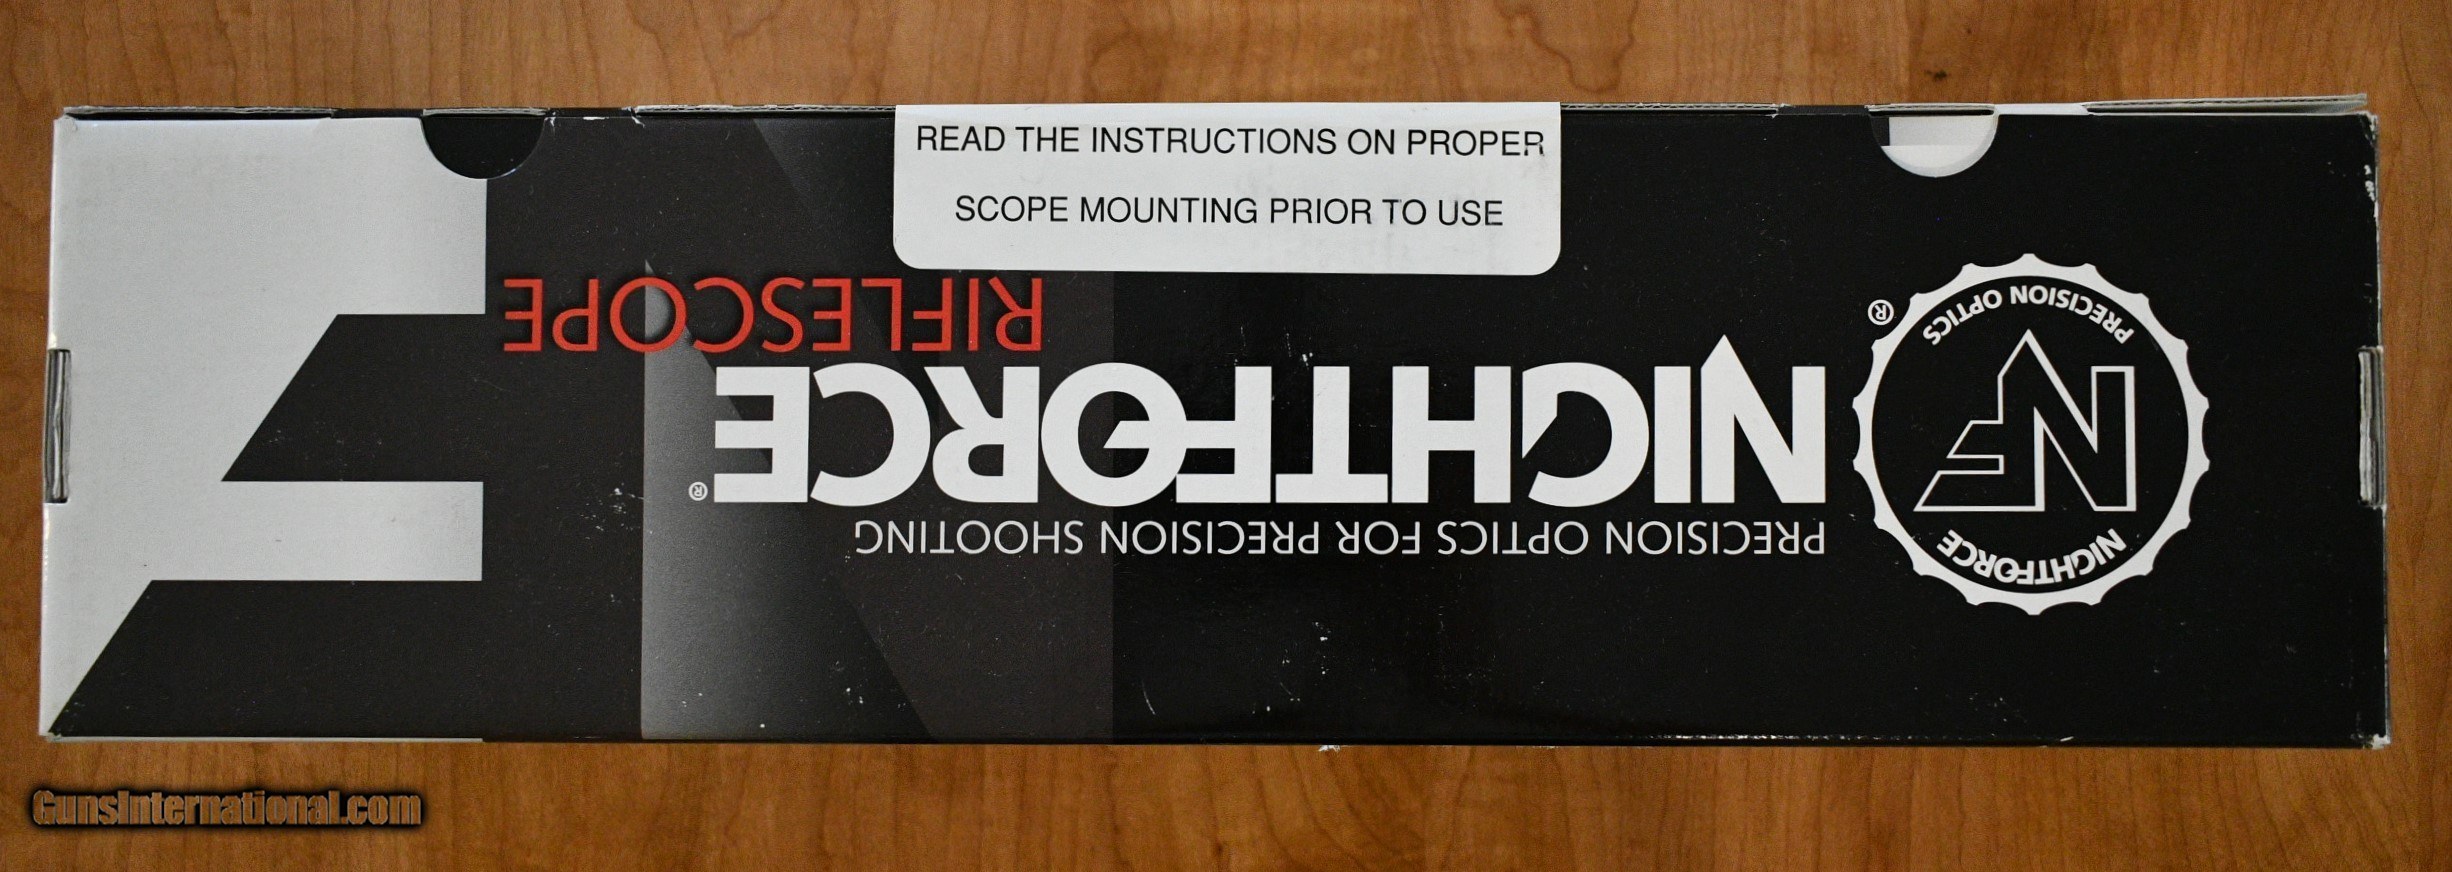 READ THE INSTRUCTIONS ON PROPER
SCOPE MOUNTING PRIOR TO USE
PRECISION OPTICS FOR PRECISION SHOOTING
NIGHTFORCE®
RIFLESCOPE
NIGHTFORCE
NF
PRECISION OPTICS
®
GunsInternational.com